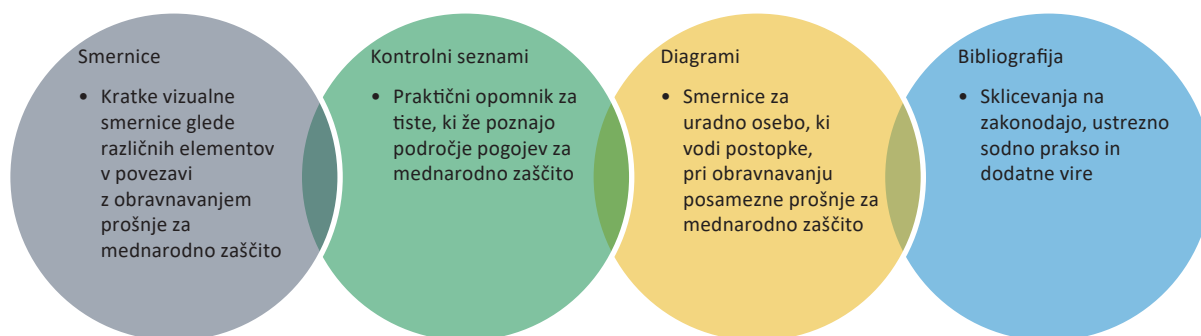 Smernice
• Kratke vizualne
smernice glede
različnih elementov
v povezavi
z obravnavanjem
prošnje za
mednarodno zaščito
Kontrolni seznami
• Praktični opomnik za
tiste, ki že poznajo
področje pogojev za
mednarodno zaščito
Diagrami
• Smernice za
uradno osebo, ki
vodi postopke,
pri obravnavanju
posamezne prošnje za
mednarodno zaščito
Bibliografija
• Sklicevanja na
zakonodajo, ustrezno
sodno prakso in
dodatne vire